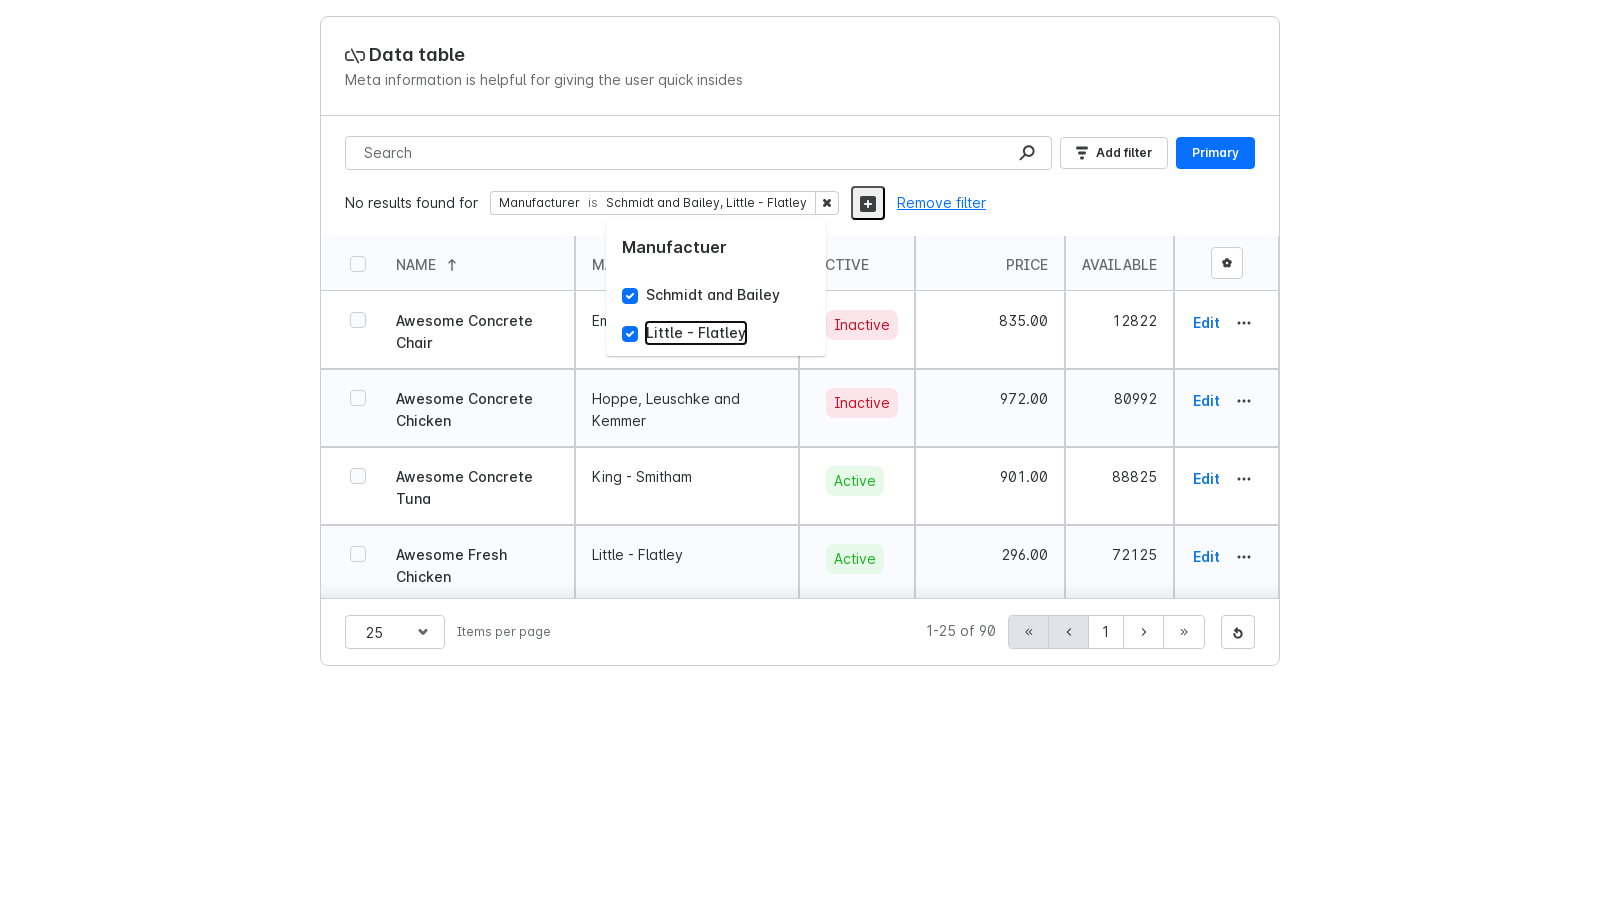 Data table
Meta information is helpful for giving the user quick insides
Search
Add filter
Primary
No results found for
Manufacturer is Schmidt and Bailey, Little - Flatley
Remove filter
Manufactuer
Schmidt and Bailey
Little - Flatley
NAME
PRICE
AVAILABLE
Awesome Concrete
Chair
Inactive
835.00
12822
Edit
Awesome Concrete
Chicken
Hoppe, Leuschke and
Kemmer
Inactive
972.00
80992
Edit
Awesome Concrete
Tuna
King - Smitham
Active
901.00
88825
Edit
Awesome Fresh
Chicken
Little - Flatley
Active
296.00
72125
Edit
25
Items per page
1-25 of 90
«
‹
1
›
»